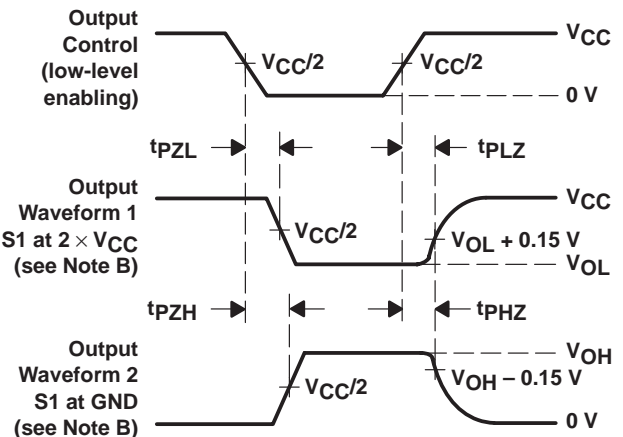 Output
Control
(low-level
enabling)
VCC/2
VCC/2
VCC
0 V
tPZL
tPLZ
Output
Waveform 1
S1 at 2 × VCC
(see Note B)
VCC/2
VCC
VOL + 0.15 V
VOL
tPZH
tPHZ
Output
Waveform 2
S1 at GND
(see Note B)
VCC/2
VOH
VOH – 0.15 V
0 V